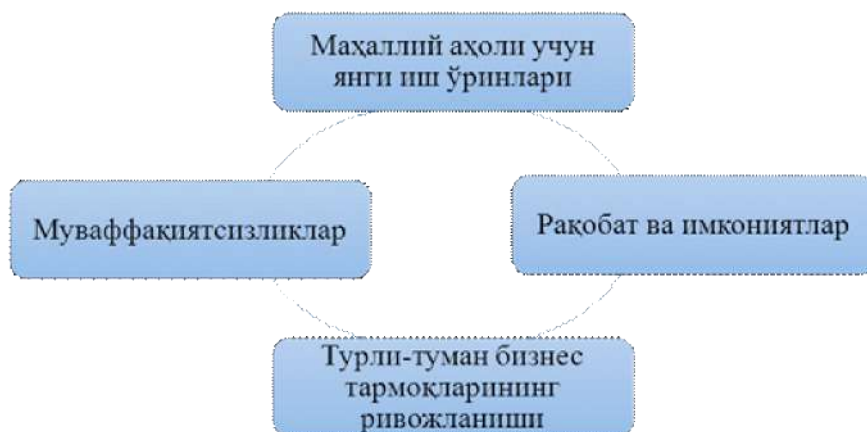 Маҳаллий аҳоли учун
янги иш ўринлари
Муваффақиятсизликлар
Рақобат ва имкониятлар
Турли-туман бизнес
тармоқларининг
ривожланиши